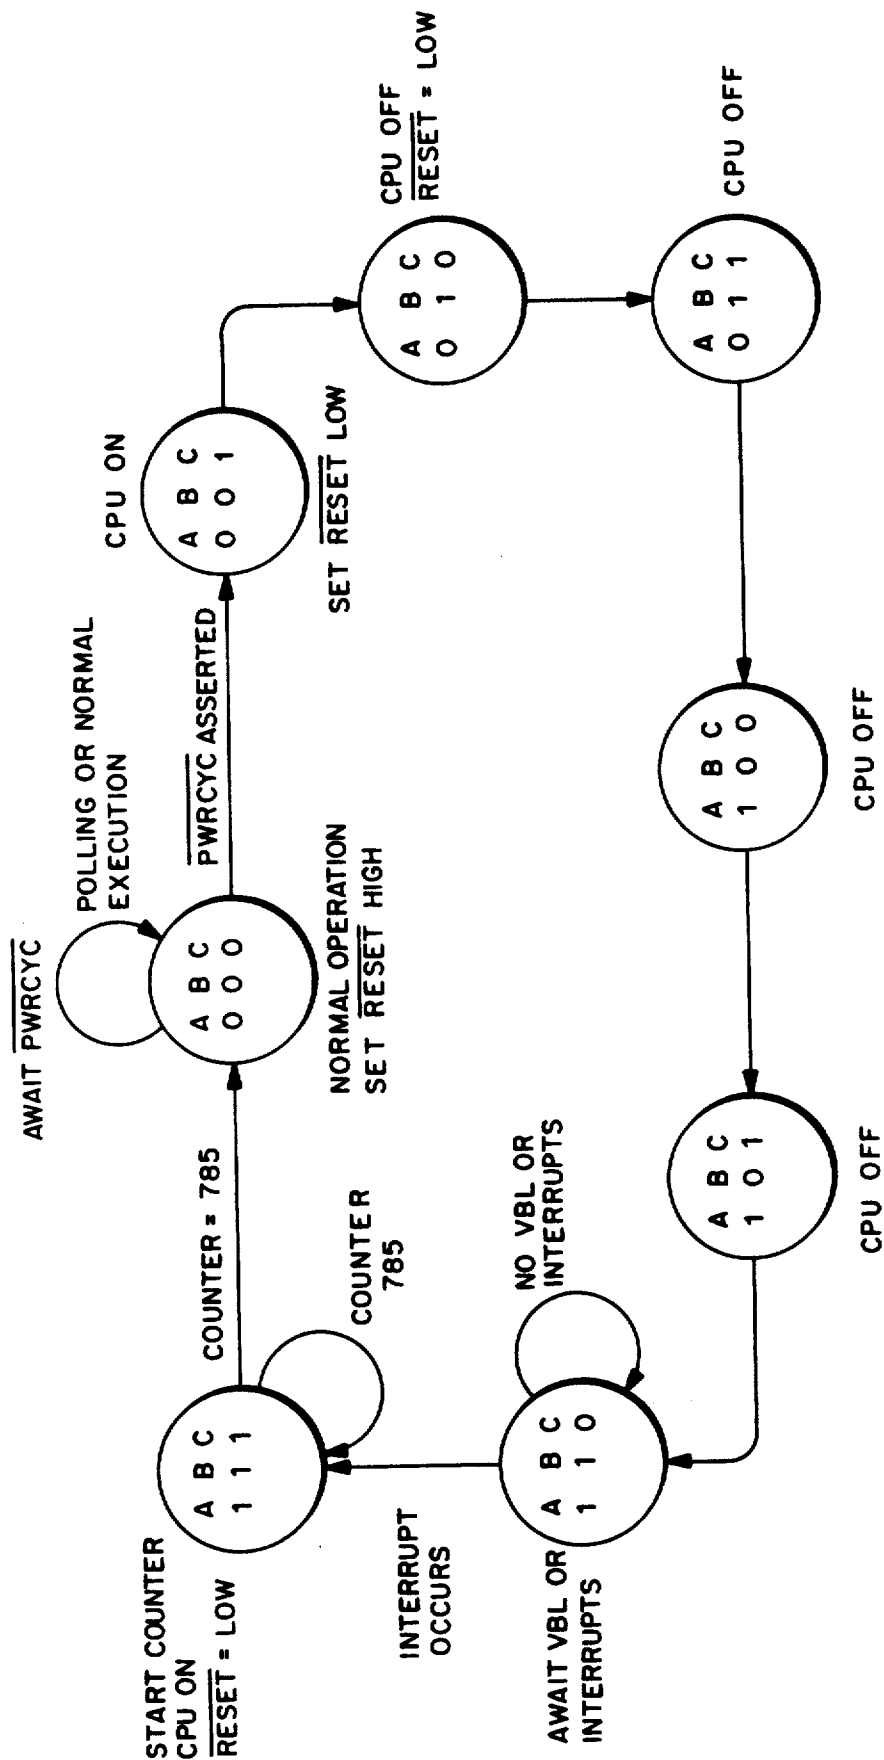 START COUNTER
CPU ON
RESET = LOW
A B C
1 1 1
COUNTER = 785
COUNTER
785
AWAIT PWRCYC
POLLING OR NORMAL
EXECUTION
A B C
0 0 0
NORMAL OPERATION
SET RESET HIGH
PWRCYC ASSERTED
CPU ON
A B C
0 0 1
SET RESET LOW
CPU OFF
RESET = LOW
A B C
0 1 0
CPU OFF
A B C
0 1 1
A B C
1 0 0
CPU OFF
A B C
1 0 1
CPU OFF
NO VBL OR
INTERRUPTS
A B C
1 1 0
AWAIT VBL OR
INTERRUPTS
INTERRUPT
OCCURS